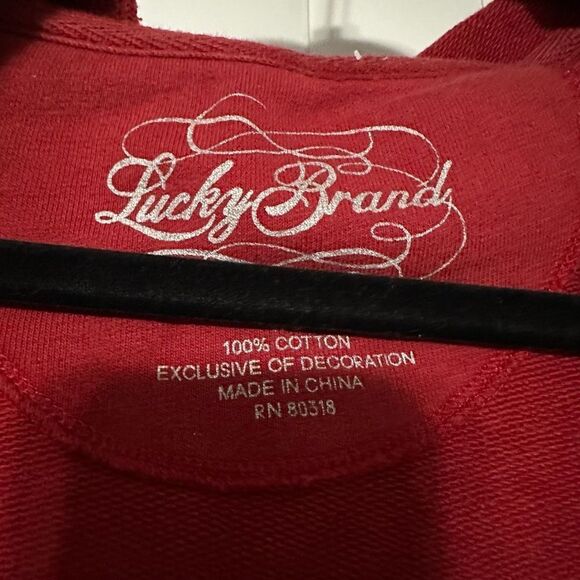 Lucky Brand
100% COTTON
EXCLUSIVE OF DECORATION
MADE IN CHINA
RN 80318